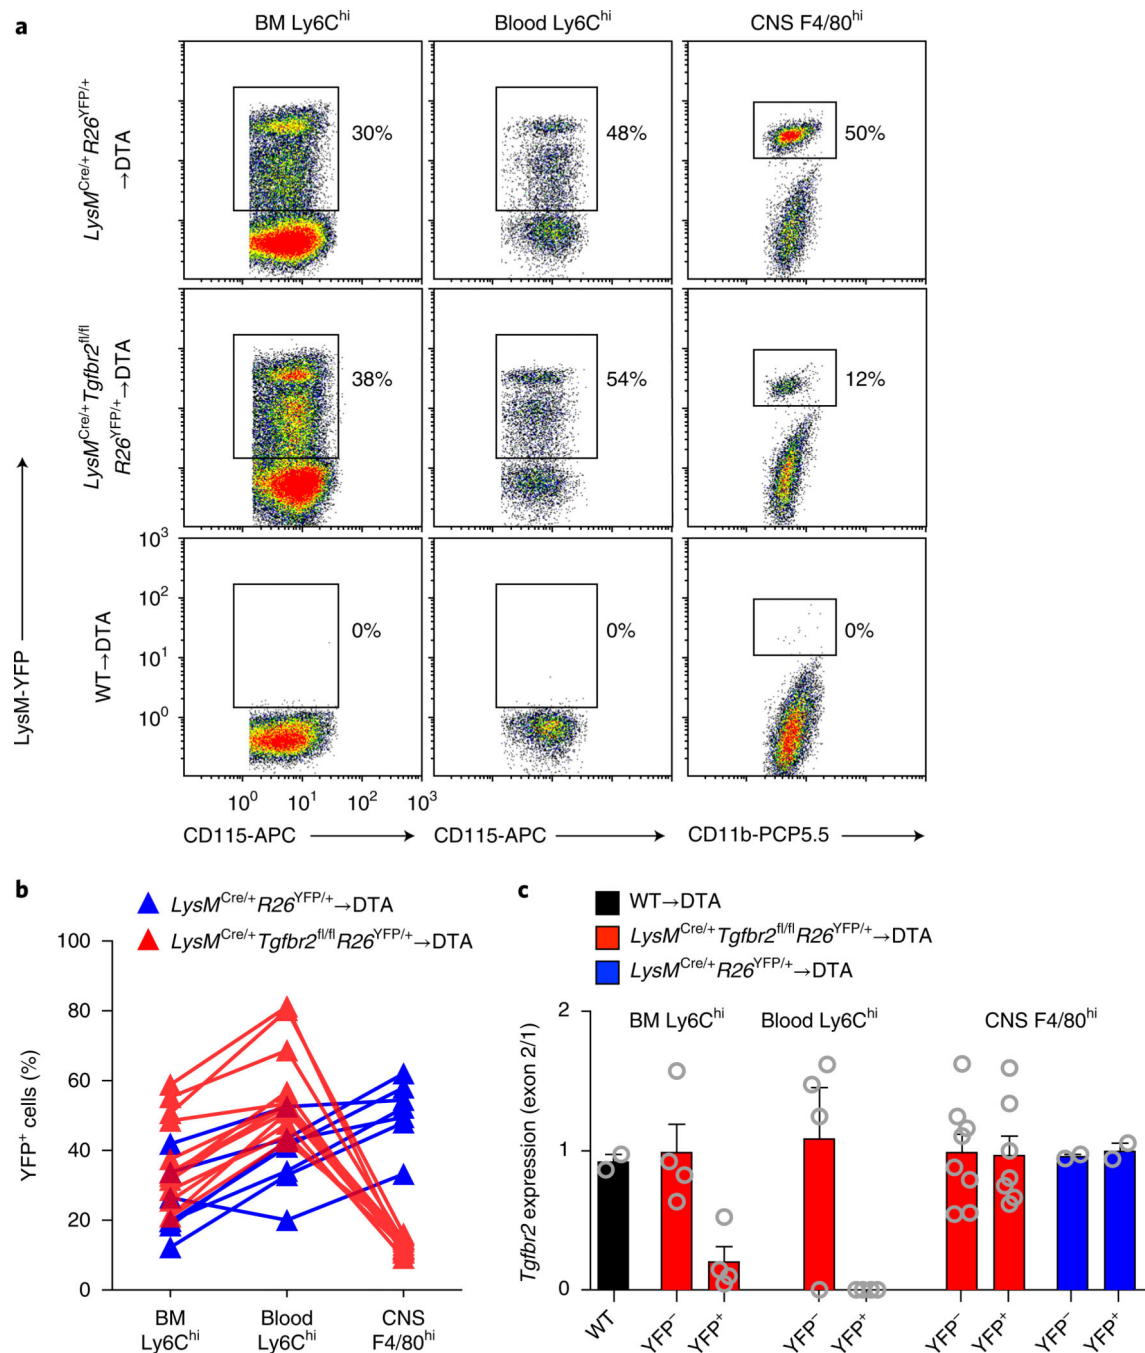 a
BM Ly6Chi
Blood Ly6Chi
CNS F4/80hi
LysMCre/+R26YFP/+
→DTA
30%
48%
50%
LysMCre/+Tgfbr2fl/fl
R26YFP/+→DTA
38%
54%
12%
WT→DTA
0%
0%
0%
LysM-YFP
103
102
101
100
100
101
102
103
CD115-APC
CD115-APC
CD11b-PCP5.5
b
LysMCre/+R26YFP/+→DTA
LysMCre/+Tgfbr2fl/flR26YFP/+→DTA
YFP+ cells (%)
100
80
60
40
20
0
BM
Ly6Chi
Blood
Ly6Chi
CNS
F4/80hi
c
WT→DTA
LysMCre/+Tgfbr2fl/flR26YFP/+→DTA
LysMCre/+R26YFP/+→DTA
BM Ly6Chi
Blood Ly6Chi
CNS F4/80hi
Tgfbr2 expression (exon 2/1)
2
1
0
WT
YFP−
YFP+
YFP−
YFP+
YFP−
YFP+
YFP−
YFP+